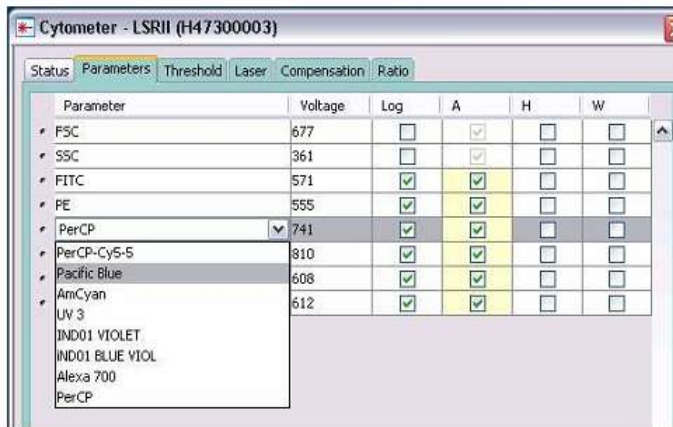 Cytometer - LSRII (H47300003)
Status Parameters Threshold Laser Compensation Ratio
Parameter Voltage Log A H W
FSC 677
SSC 361
FITC 571
PE 555
PerCP 741
PerCP-Cy5-5 810
Pacific Blue 608
AmCyan 612
UV 3
IND01 VIOLET
iND01 BLUE VIOL
Alexa 700
PerCP